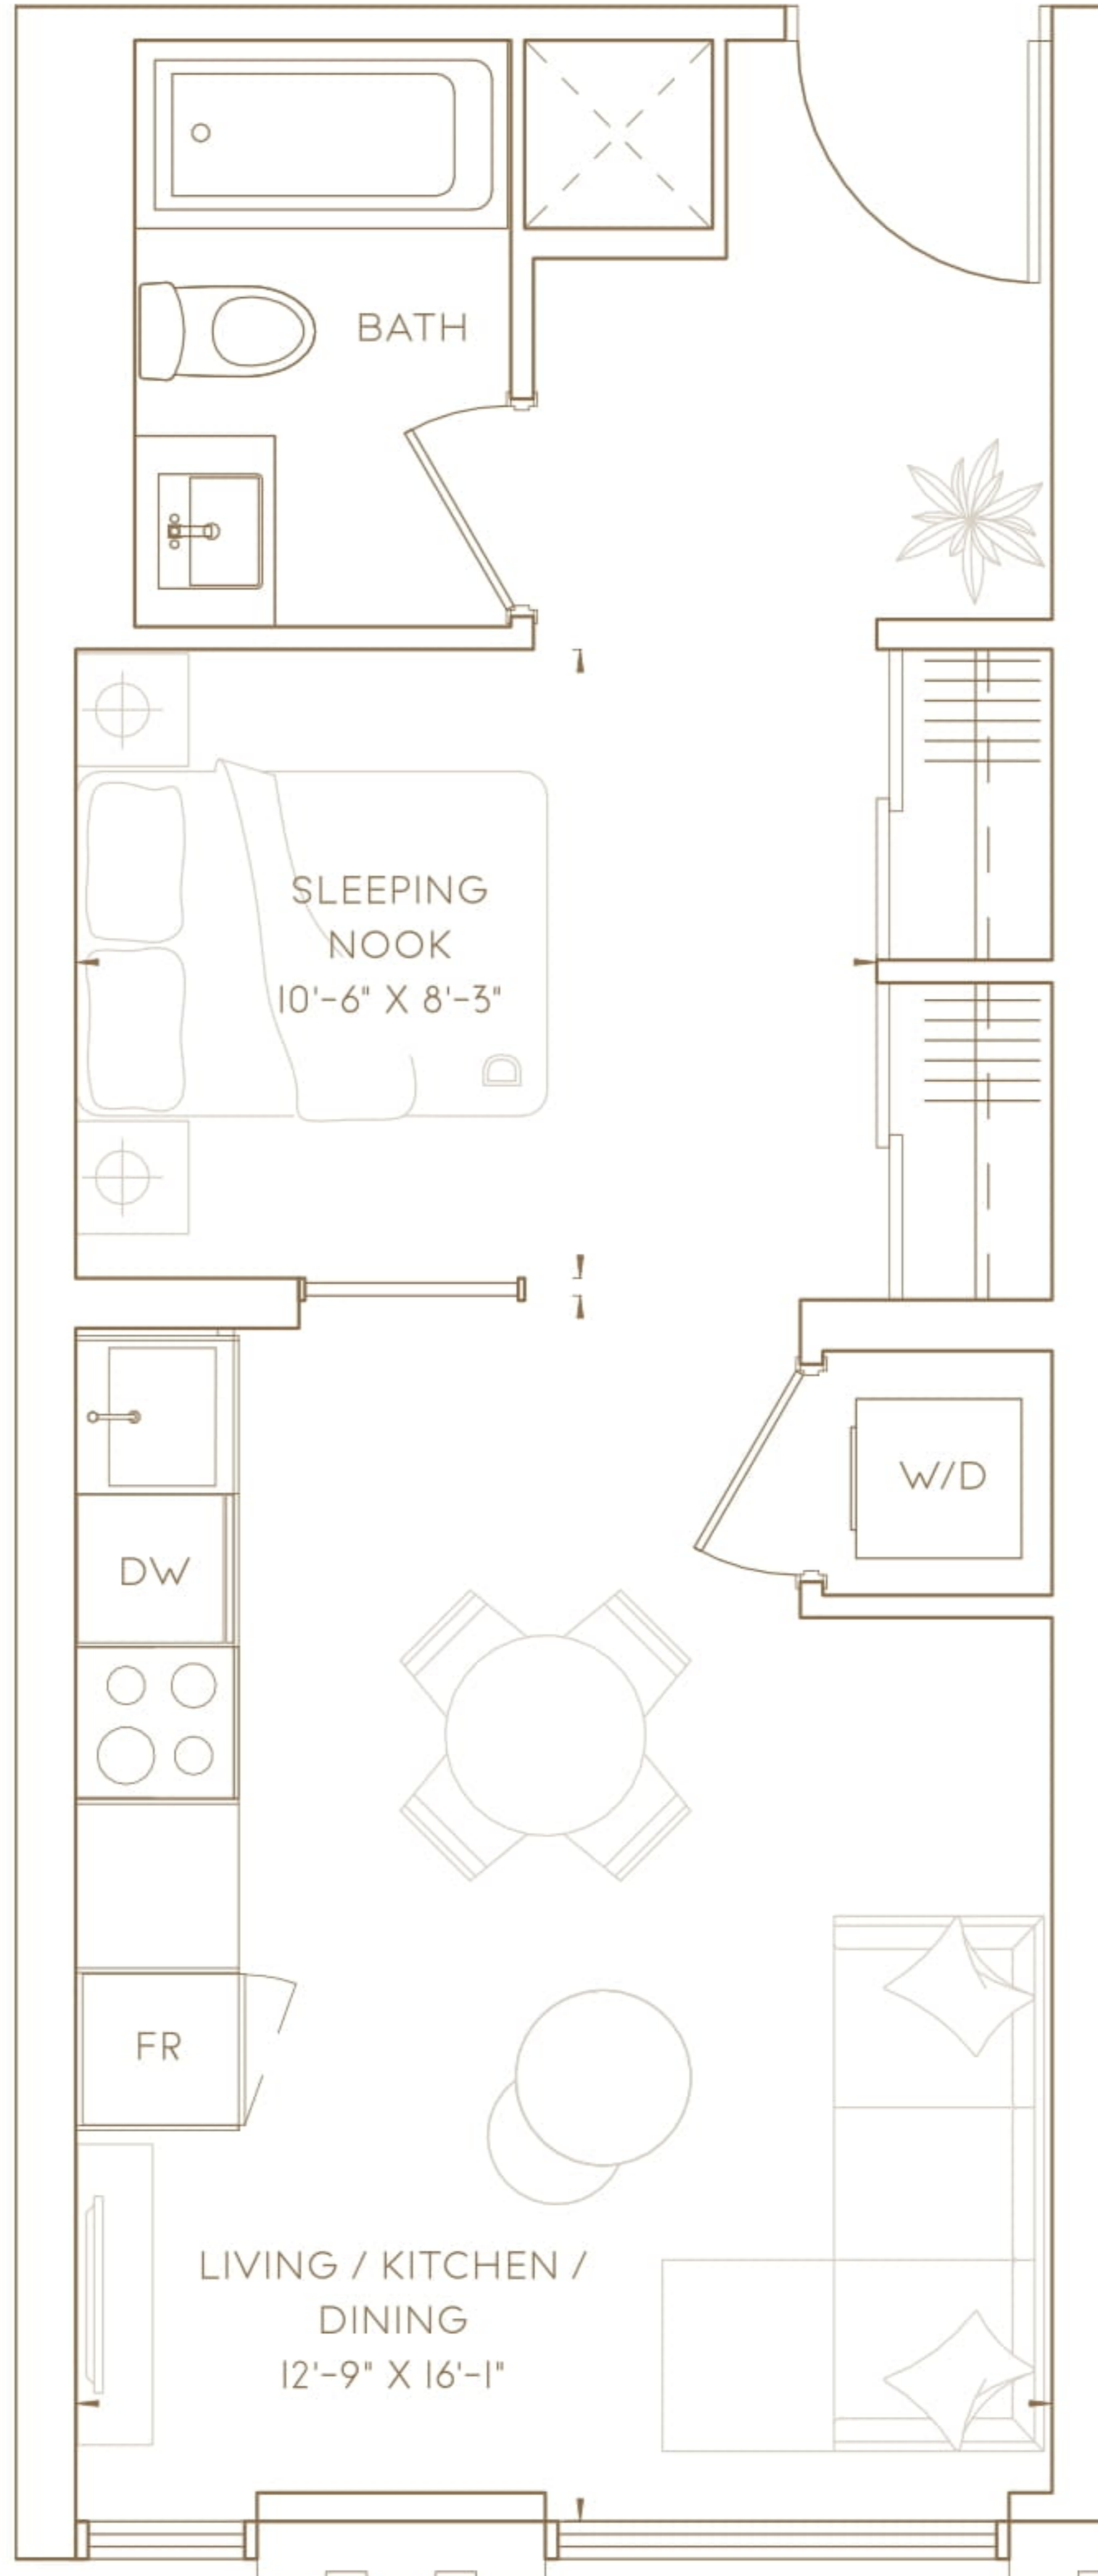 BATH
SLEEPING
NOOK
10'-6" X 8'-3"
D
W/D
DW
FR
LIVING / KITCHEN /
DINING
12'-9" X 16'-1"